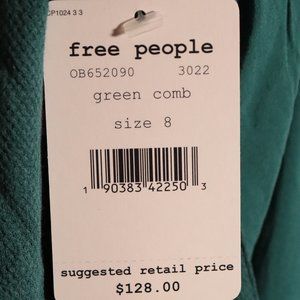 CP1024 3 3
free people
OB652090 3022
green comb
size 8
1 90383 42250 3
suggested retail price
$128.00